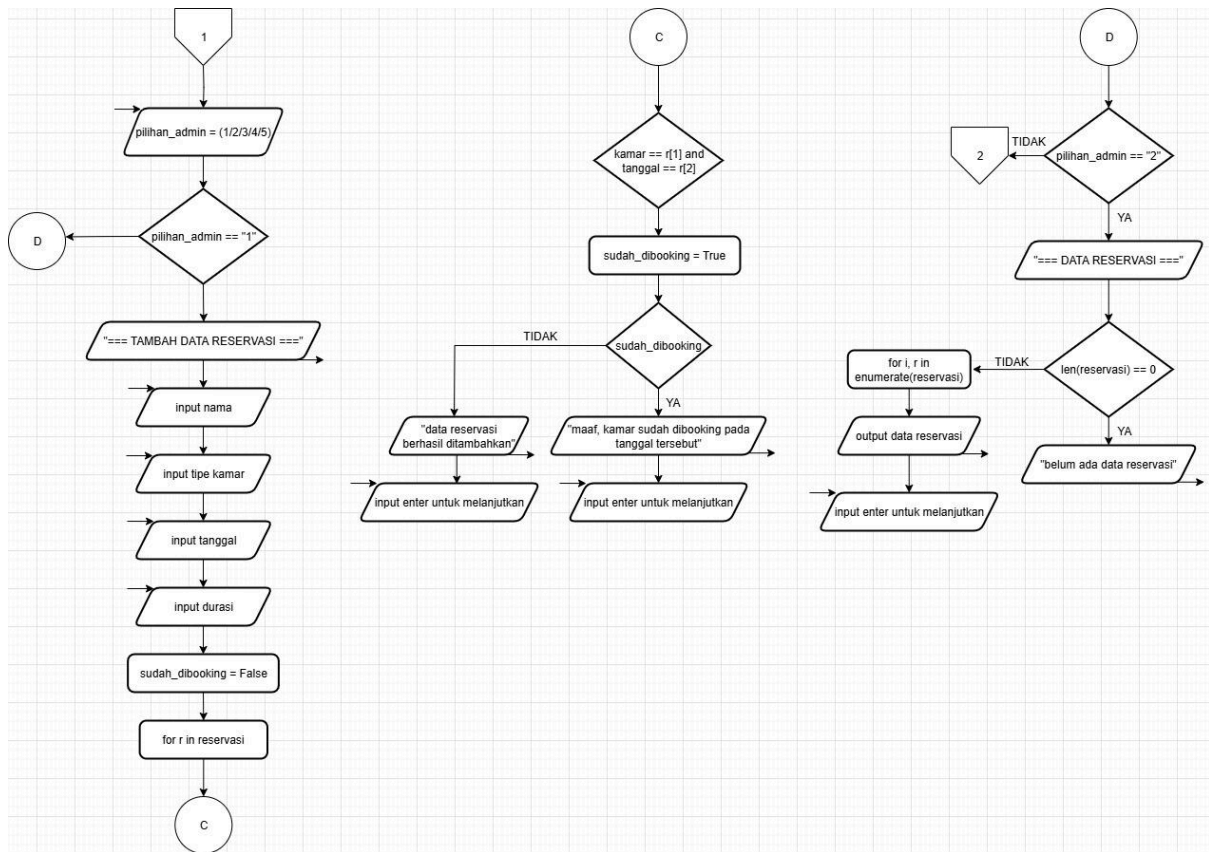 1
pilihan_admin = (1/2/3/4/5)
pilihan_admin == "1"
D
"=== TAMBAH DATA RESERVASI ==="
input nama
input tipe kamar
input tanggal
input durasi
sudah_dibooking = False
for r in reservasi
C
C
kamar == r[1] and
tanggal == r[2]
sudah_dibooking = True
sudah_dibooking
TIDAK
"data reservasi
berhasil ditambahkan"
input enter untuk melanjutkan
YA
"maaf, kamar sudah dibooking pada
tanggal tersebut"
input enter untuk melanjutkan
D
pilihan_admin == "2"
TIDAK
2
YA
"=== DATA RESERVASI ==="
len(reservasi) == 0
TIDAK
for i, r in
enumerate(reservasi)
output data reservasi
input enter untuk melanjutkan
YA
"belum ada data reservasi"